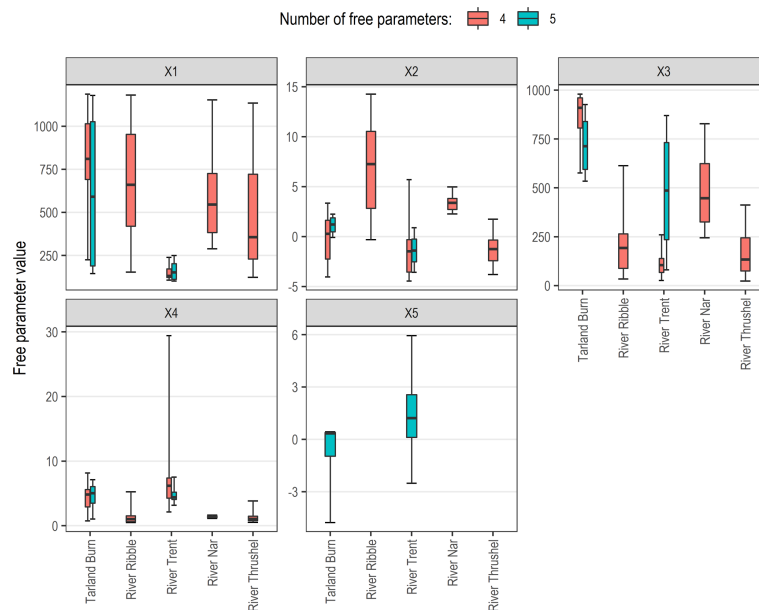 Number of free parameters: 4 5
X1 X2 X3
1000
750
500
250
15
10
5
0
-5
1000
750
500
250
0
Free parameter value
X4 X5
30
20
10
0
6
3
0
-3
Tarland Burn
River Ribble
River Trent
River Nar
River Thrushel
Tarland Burn
River Ribble
River Trent
River Nar
River Thrushel
Tarland Burn
River Ribble
River Trent
River Nar
River Thrushel